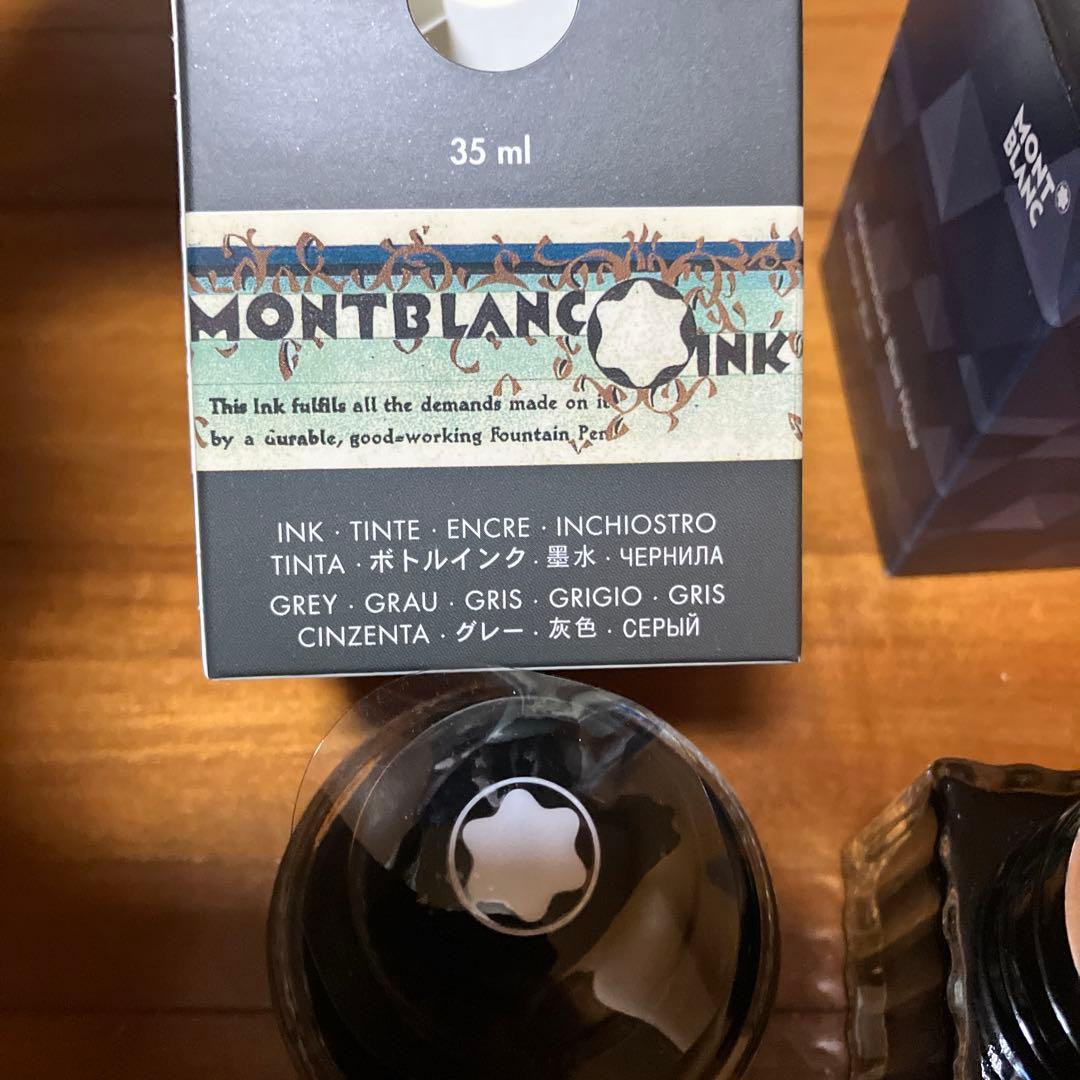 35 ml
MONTBLANC INK
This Ink fulfils all the demands made on it
by a durable, good=working Fountain Pen
INK · TINTE · ENCRE · INCHIOSTRO
TINTA · ボトルインク · 墨水 · ЧЕРНИЛА
GREY · GRAU · GRIS · GRIGIO · GRIS
CINZENTA · グレー · 灰色 · СЕРЫЙ
MONT
BLANC